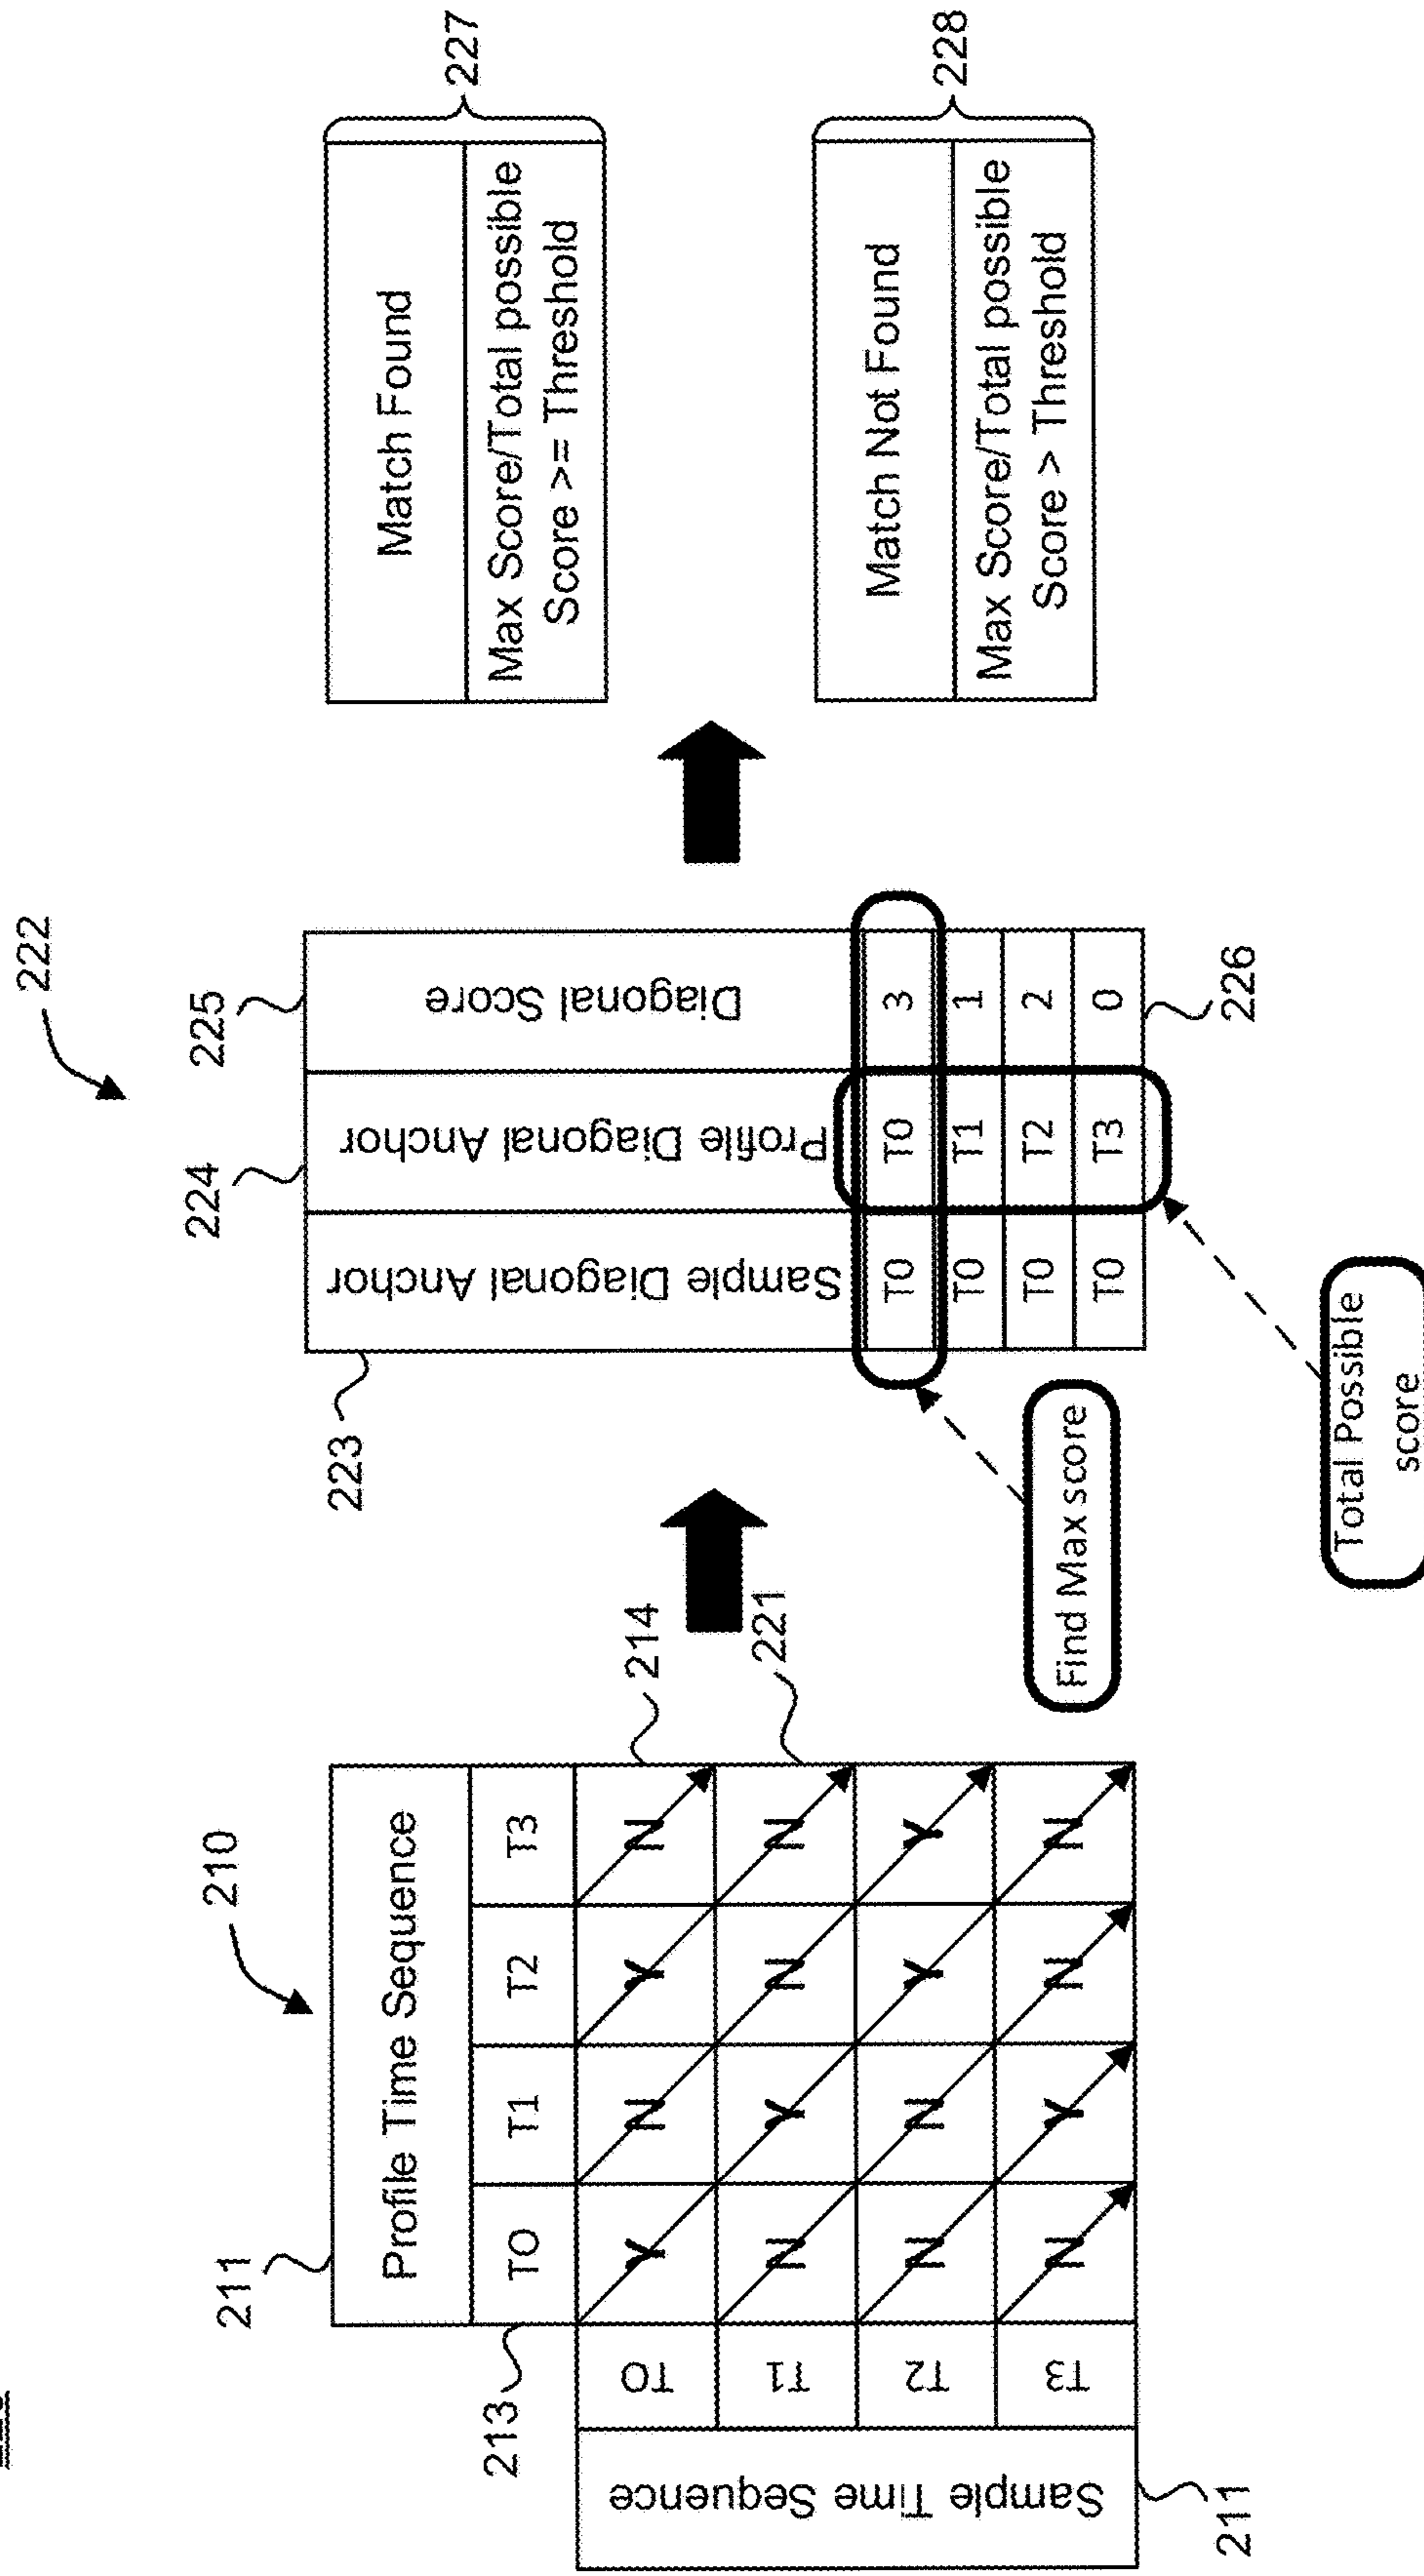 222
210
211
211
213
214
221
Profile Time Sequence
T0 T1 T2 T3
Sample Time Sequence
T0 Y N Y N
T1 N Y N N
T2 N N Y Y
T3 N Y N N
223
224
225
226
Sample Diagonal Anchor
Profile Diagonal Anchor
Diagonal Score
T0 T0 3
T0 T1 1
T0 T2 2
T0 T3 0
Find Max score
Total Possible
score
Match Found
Max Score/Total possible
Score >= Threshold
227
Match Not Found
Max Score/Total possible
Score > Threshold
228